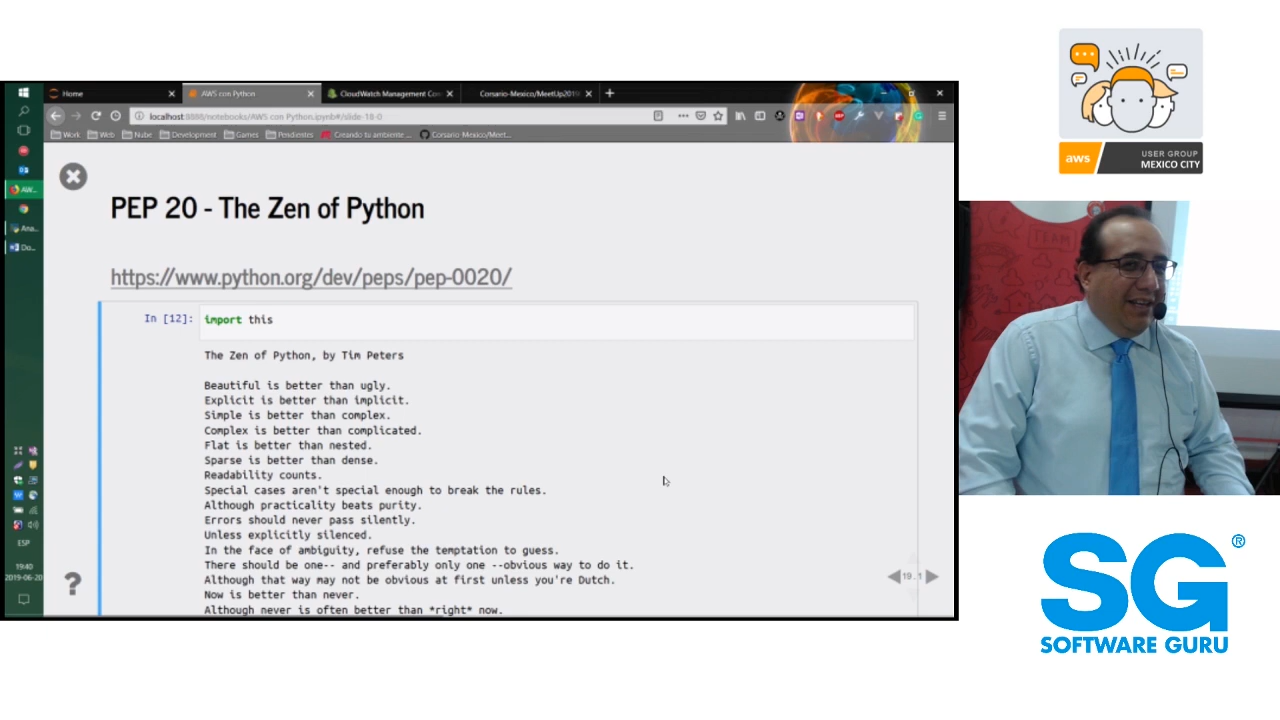 Home
AWS con Python
CloudWatch Management Con
Corsario-Mexico/MeetUp2019
localhost:8888/notebooks/AWS con Python.ipynb#/slide-18-0
Work
Web
Nube
Development
Games
Pendientes
Creando tu ambiente ...
Corsario-Mexico/Meet...
PEP 20 - The Zen of Python
https://www.python.org/dev/peps/pep-0020/
In [12]: import this
The Zen of Python, by Tim Peters
Beautiful is better than ugly.
Explicit is better than implicit.
Simple is better than complex.
Complex is better than complicated.
Flat is better than nested.
Sparse is better than dense.
Readability counts.
Special cases aren't special enough to break the rules.
Although practicality beats purity.
Errors should never pass silently.
Unless explicitly silenced.
In the face of ambiguity, refuse the temptation to guess.
There should be one-- and preferably only one --obvious way to do it.
Although that way may not be obvious at first unless you're Dutch.
Now is better than never.
Although never is often better than *right* now.
19.1
?
AW...
Ana...
Do...
ESP
19:40
2019-06-20
aws
USER GROUP
MEXICO CITY
TEAM
SG®
SOFTWARE GURU